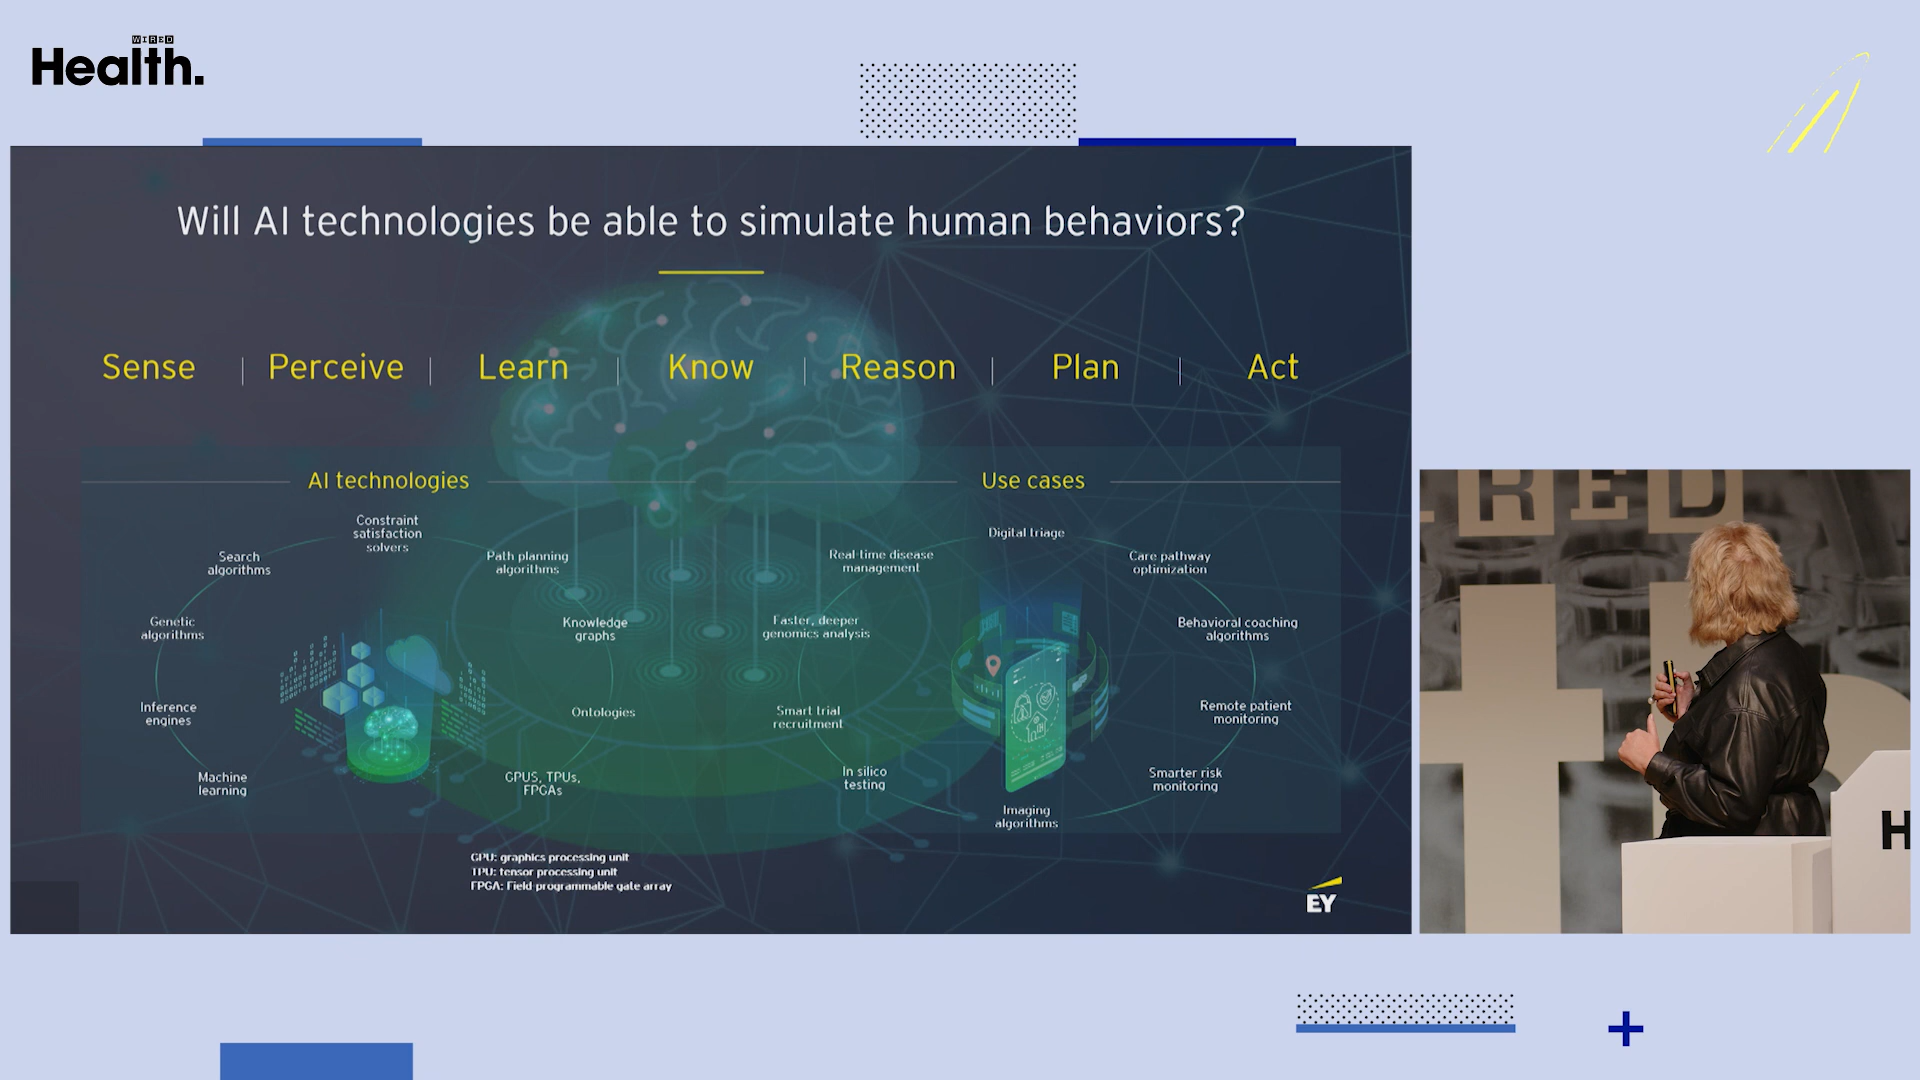 WIRED
Health.
Will AI technologies be able to simulate human behaviors?
Sense | Perceive | Learn | Know | Reason | Plan | Act
AI technologies
Constraint
satisfaction
solvers
Search
algorithms
Path planning
algorithms
Genetic
algorithms
Knowledge
graphs
Inference
engines
Ontologies
Machine
learning
GPUS, TPUs,
FPGAs
Use cases
Digital triage
Real-time disease
management
Care pathway
optimization
Faster, deeper
genomics analysis
Behavioral coaching
algorithms
Smart trial
recruitment
Remote patient
monitoring
In silico
testing
Smarter risk
monitoring
Imaging
algorithms
GPU: graphics processing unit
TPU: tensor processing unit
FPGA: Field-programmable gate array
EY
RED
H